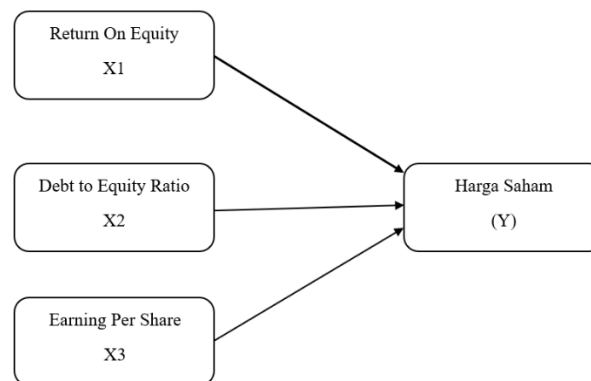 Return On Equity
X1
Debt to Equity Ratio
X2
Harga Saham
(Y)
Earning Per Share
X3